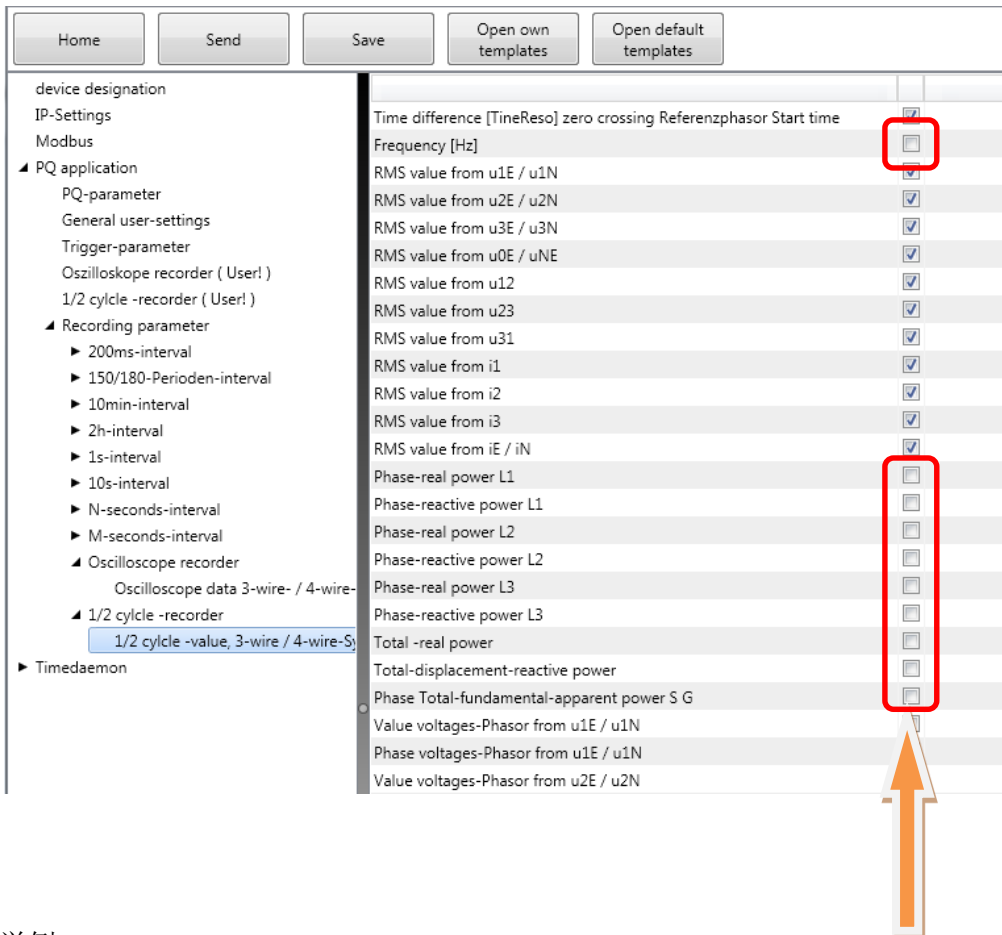 Home
Send
Save
Open own
templates
Open default
templates
device designation
IP-Settings
Modbus
PQ application
PQ-parameter
General user-settings
Trigger-parameter
Oszilloskope recorder ( User! )
1/2 cylcle -recorder ( User! )
Recording parameter
200ms-interval
150/180-Perioden-interval
10min-interval
2h-interval
1s-interval
10s-interval
N-seconds-interval
M-seconds-interval
Oscilloscope recorder
Oscilloscope data 3-wire- / 4-wire-
1/2 cylcle -recorder
1/2 cylcle -value, 3-wire / 4-wire-Sy
Timedaemon
Time difference [TineReso] zero crossing Referenzphasor Start time
Frequency [Hz]
RMS value from u1E / u1N
RMS value from u2E / u2N
RMS value from u3E / u3N
RMS value from u0E / uNE
RMS value from u12
RMS value from u23
RMS value from u31
RMS value from i1
RMS value from i2
RMS value from i3
RMS value from iE / iN
Phase-real power L1
Phase-reactive power L1
Phase-real power L2
Phase-reactive power L2
Phase-real power L3
Phase-reactive power L3
Total -real power
Total-displacement-reactive power
Phase Total-fundamental-apparent power S G
Value voltages-Phasor from u1E / u1N
Phase voltages-Phasor from u1E / u1N
Value voltages-Phasor from u2E / u2N